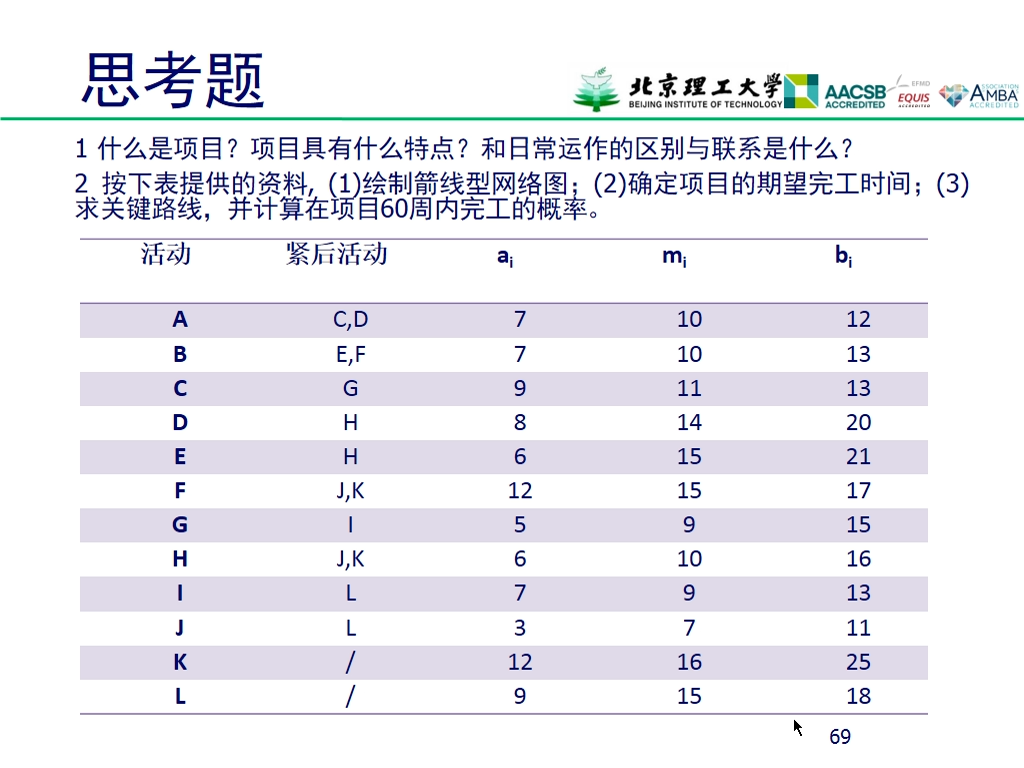 思考题
北京理工大学
BEIJING INSTITUTE OF TECHNOLOGY
AACSB
ACCREDITED
EFMD
EQUIS
ACCREDITED
ASSOCIATION
AMBA
ACCREDITED
1 什么是项目？项目具有什么特点？和日常运作的区别与联系是什么？
2 按下表提供的资料, (1)绘制箭线型网络图；(2)确定项目的期望完工时间；(3)
求关键路线，并计算在项目60周内完工的概率。
活动 紧后活动 ai mi bi
A C,D 7 10 12
B E,F 7 10 13
C G 9 11 13
D H 8 14 20
E H 6 15 21
F J,K 12 15 17
G I 5 9 15
H J,K 6 10 16
I L 7 9 13
J L 3 7 11
K / 12 16 25
L / 9 15 18
69